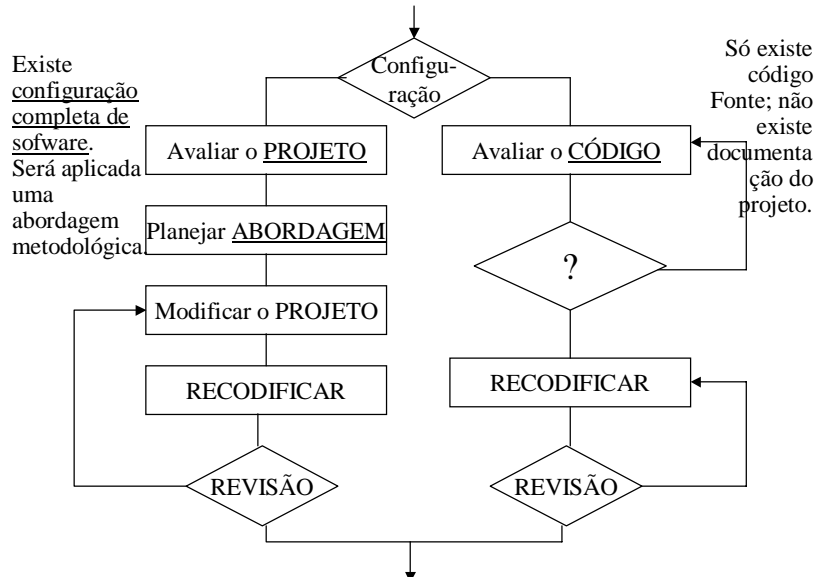 Configu-
ração
Existe
configuração
completa de
sofware.
Será aplicada
uma
abordagem
metodológica.
Só existe
código
Fonte; não
existe
documenta
ção do
projeto.
Avaliar o PROJETO
Planejar ABORDAGEM
Modificar o PROJETO
RECODIFICAR
REVISÃO
Avaliar o CÓDIGO
?
RECODIFICAR
REVISÃO